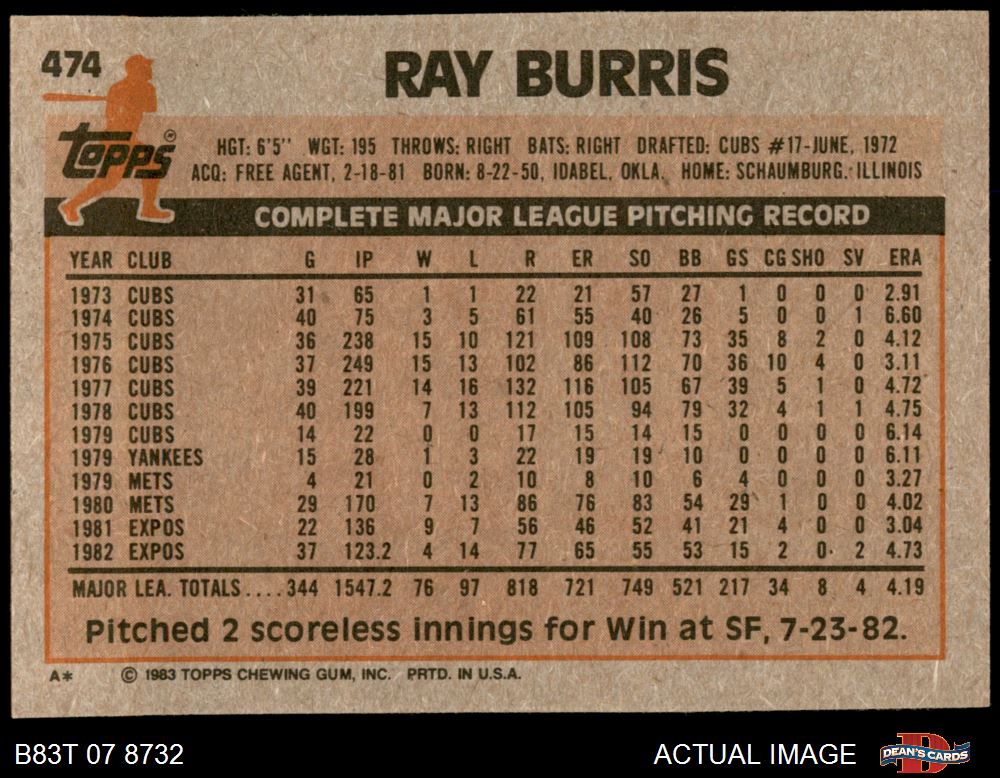 474
RAY BURRIS
topps®
HGT: 6'5" WGT: 195 THROWS: RIGHT BATS: RIGHT DRAFTED: CUBS #17-JUNE, 1972
ACQ: FREE AGENT, 2-18-81 BORN: 8-22-50, IDABEL, OKLA. HOME: SCHAUMBURG, ILLINOIS
COMPLETE MAJOR LEAGUE PITCHING RECORD
YEAR CLUB G IP W L R ER SO BB GS CG SHO SV ERA
1973 CUBS 31 65 1 1 22 21 57 27 1 0 0 0 2.91
1974 CUBS 40 75 3 5 61 55 40 26 5 0 0 1 6.60
1975 CUBS 36 238 15 10 121 109 108 73 35 8 2 0 4.12
1976 CUBS 37 249 15 13 102 86 112 70 36 10 4 0 3.11
1977 CUBS 39 221 14 16 132 116 105 67 39 5 1 0 4.72
1978 CUBS 40 199 7 13 112 105 94 79 32 4 1 1 4.75
1979 CUBS 14 22 0 0 17 15 14 15 0 0 0 0 6.14
1979 YANKEES 15 28 1 3 22 19 19 10 0 0 0 0 6.11
1979 METS 4 21 0 2 10 8 10 6 4 0 0 0 3.27
1980 METS 29 170 7 13 86 76 83 54 29 1 0 0 4.02
1981 EXPOS 22 136 9 7 56 46 52 41 21 4 0 0 3.04
1982 EXPOS 37 123.2 4 14 77 65 55 53 15 2 0 2 4.73
MAJOR LEA. TOTALS....344 1547.2 76 97 818 721 749 521 217 34 8 4 4.19
Pitched 2 scoreless innings for Win at SF, 7-23-82.
A* © 1983 TOPPS CHEWING GUM, INC. PRTD. IN U.S.A.
B83T 07 8732 ACTUAL IMAGE DEAN'S CARDS